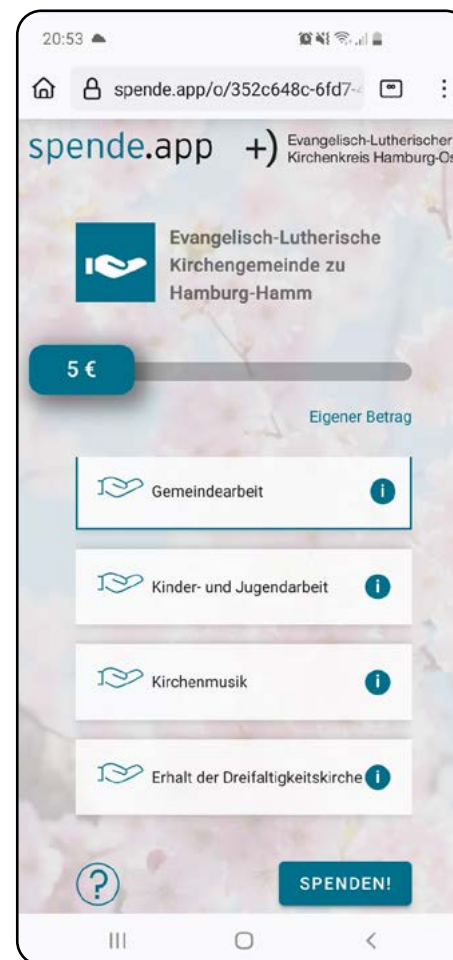 20:53
spende.app/o/352c648c-6fd7-
spende.app +) Evangelisch-Lutherischer
Kirchenkreis Hamburg-Os
Evangelisch-Lutherische
Kirchengemeinde zu
Hamburg-Hamm
5 €
Eigener Betrag
Gemeindearbeit i
Kinder- und Jugendarbeit i
Kirchenmusik i
Erhalt der Dreifaltigkeitskirche i
? SPENDEN!